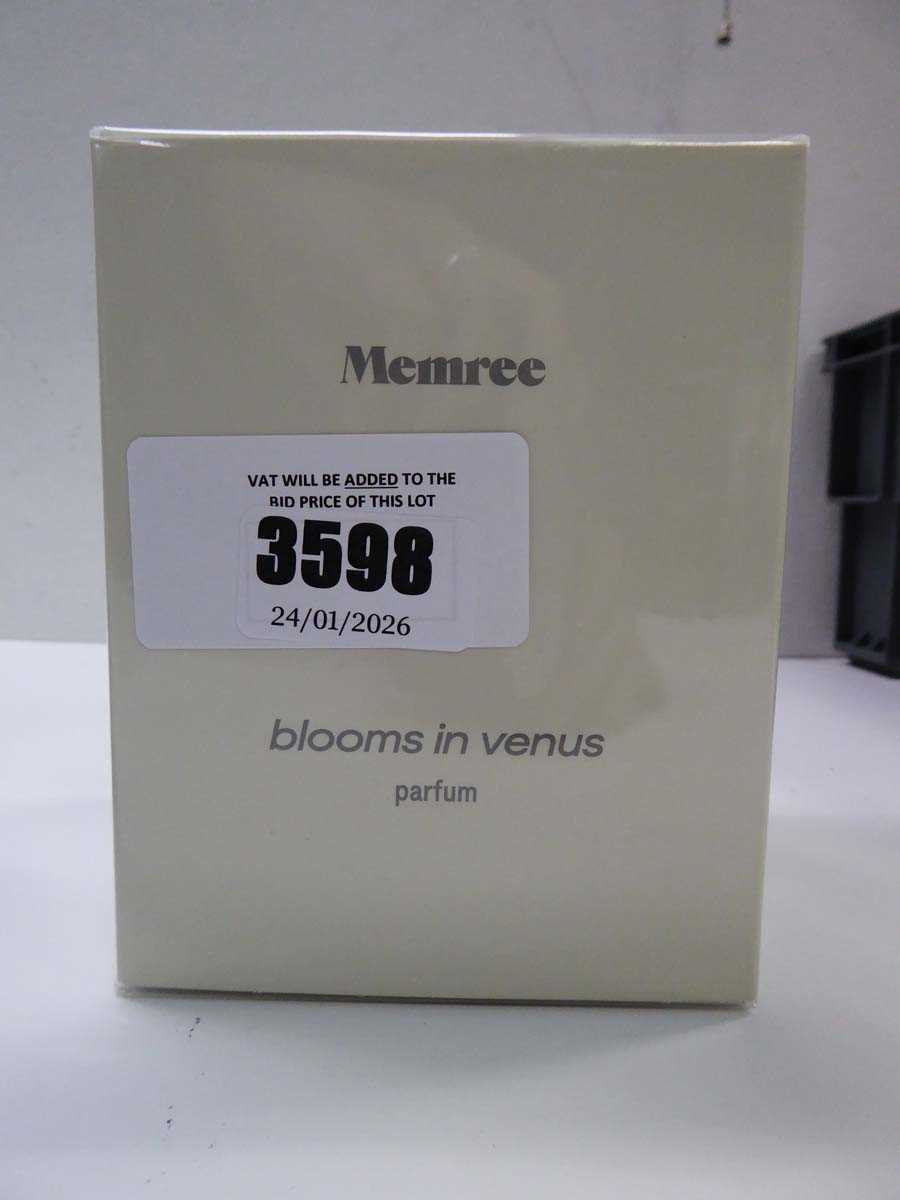 Memree
VAT WILL BE ADDED TO THE
BID PRICE OF THIS LOT
3598
24/01/2026
blooms in venus
parfum